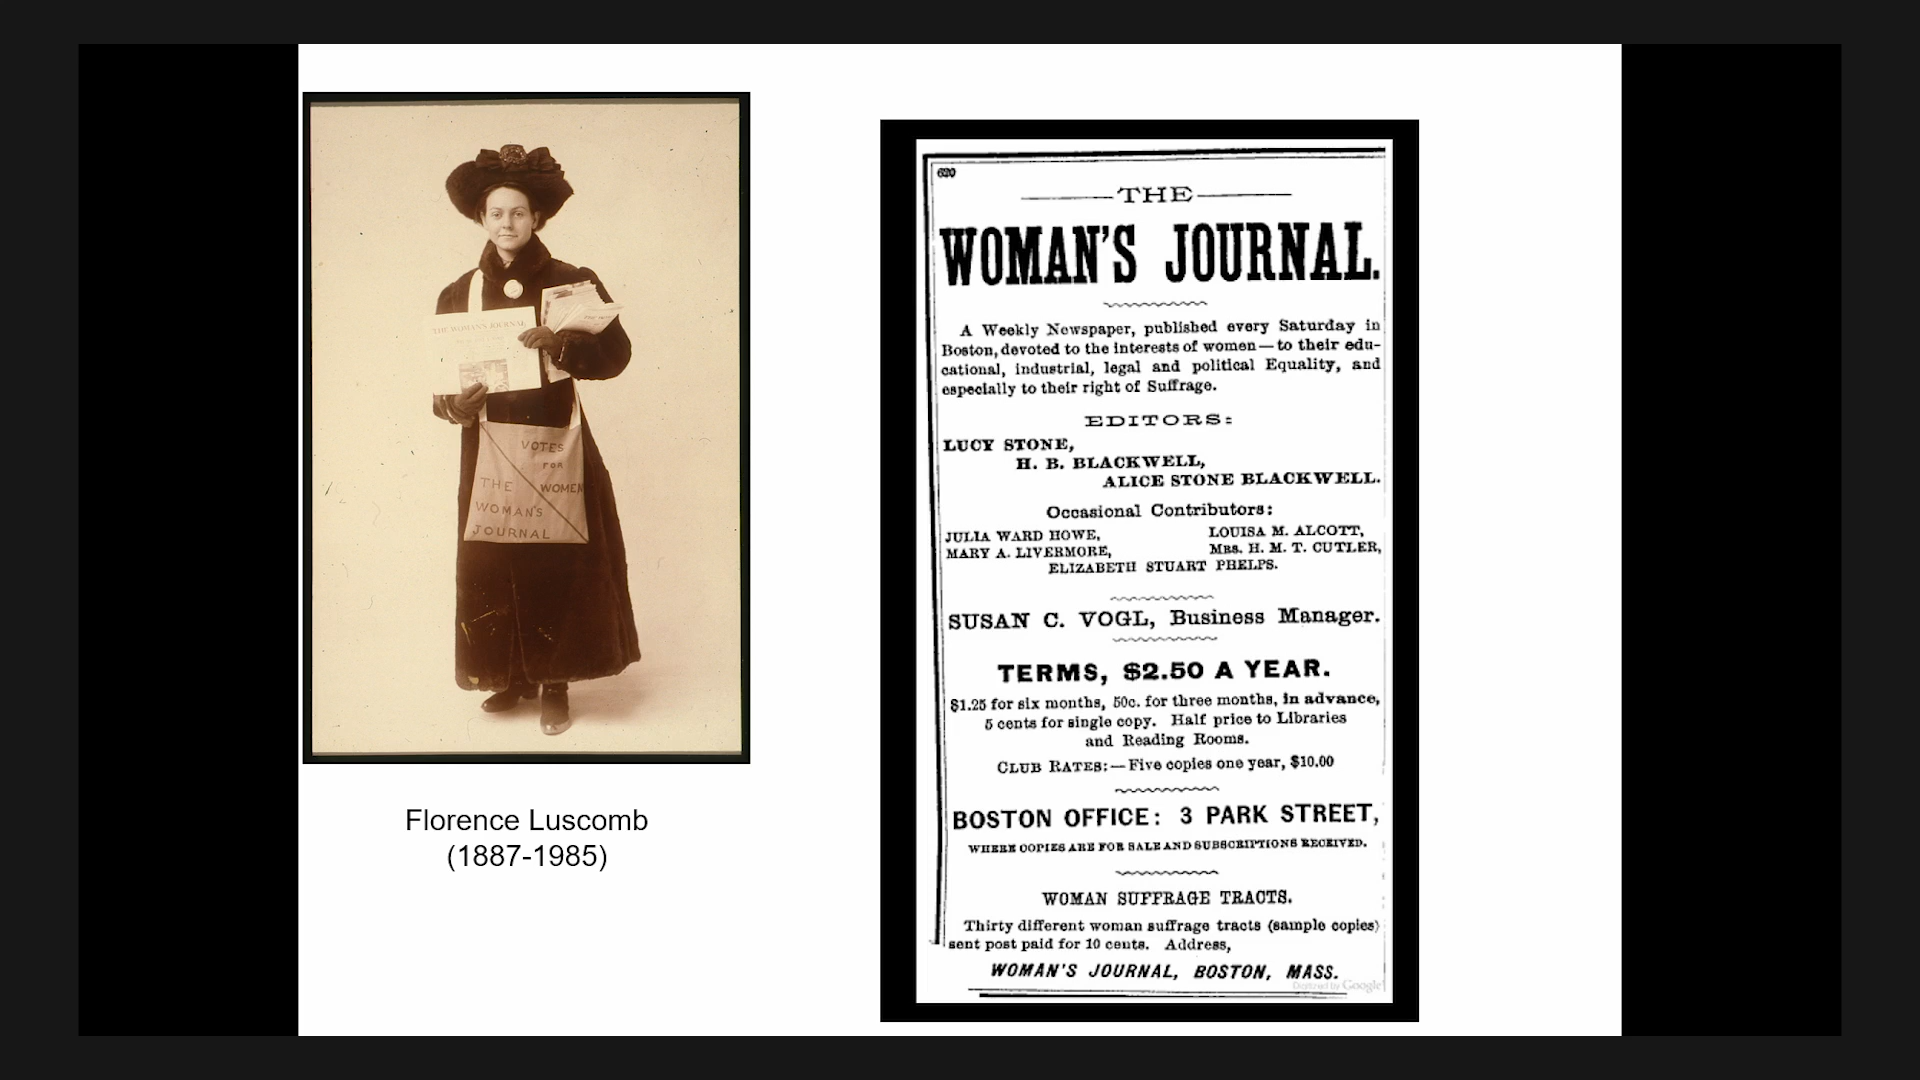 THE WOMAN'S JOURNAL
VOTES
FOR
WOMEN
THE
WOMAN'S
JOURNAL
Florence Luscomb
(1887-1985)
620
THE
WOMAN'S JOURNAL.
A Weekly Newspaper, published every Saturday in
Boston, devoted to the interests of women—to their edu-
cational, industrial, legal and political Equality, and
especially to their right of Suffrage.
EDITORS:
LUCY STONE,
H. B. BLACKWELL,
ALICE STONE BLACKWELL.
Occasional Contributors:
JULIA WARD HOWE, LOUISA M. ALCOTT,
MARY A. LIVERMORE, MRS. H. M. T. CUTLER,
ELIZABETH STUART PHELPS.
SUSAN C. VOGL, Business Manager.
TERMS, $2.50 A YEAR.
$1.25 for six months, 50c. for three months, in advance,
5 cents for single copy. Half price to Libraries
and Reading Rooms.
CLUB RATES:—Five copies one year, $10.00
BOSTON OFFICE: 3 PARK STREET,
WHERE COPIES ARE FOR SALE AND SUBSCRIPTIONS RECEIVED.
WOMAN SUFFRAGE TRACTS.
Thirty different woman suffrage tracts (sample copies)
sent post paid for 10 cents. Address,
WOMAN'S JOURNAL, BOSTON, MASS.
Digitized by Google